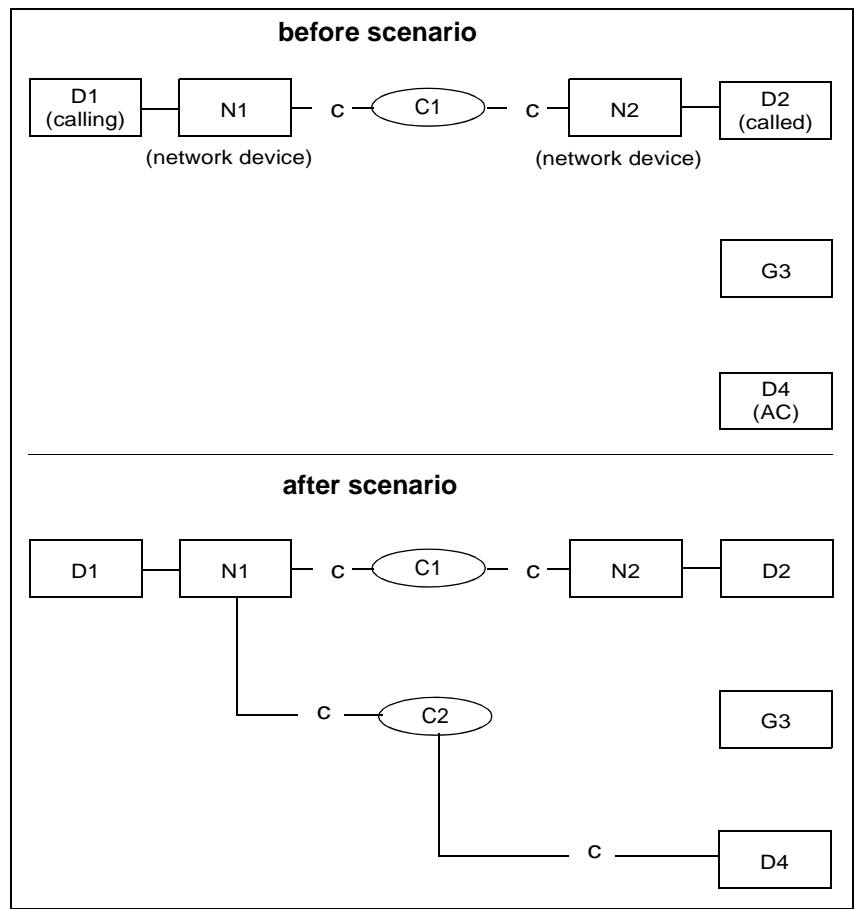 before scenario
D1
(calling)
N1
c
C1
c
N2
D2
(called)
(network device)
(network device)
G3
D4
(AC)
after scenario
D1
N1
c
C1
c
N2
D2
c
C2
G3
c
D4